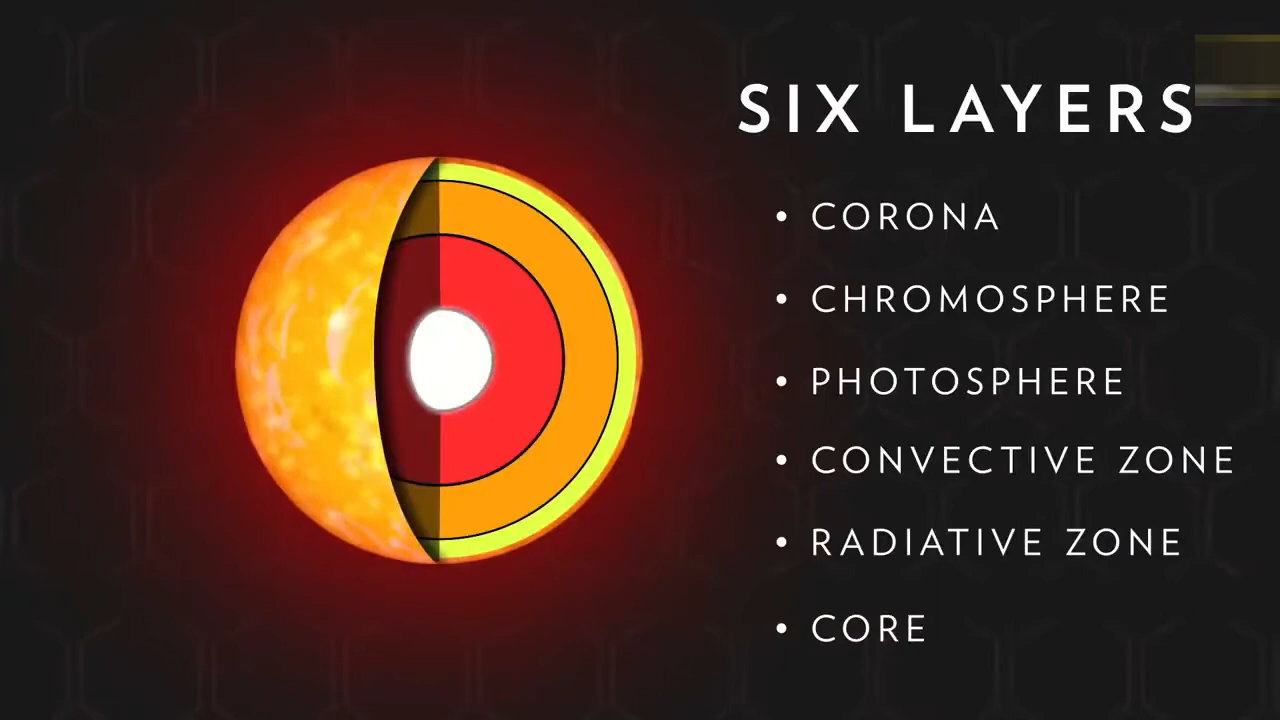 SIX LAYERS
• CORONA
• CHROMOSPHERE
• PHOTOSPHERE
• CONVECTIVE ZONE
• RADIATIVE ZONE
• CORE